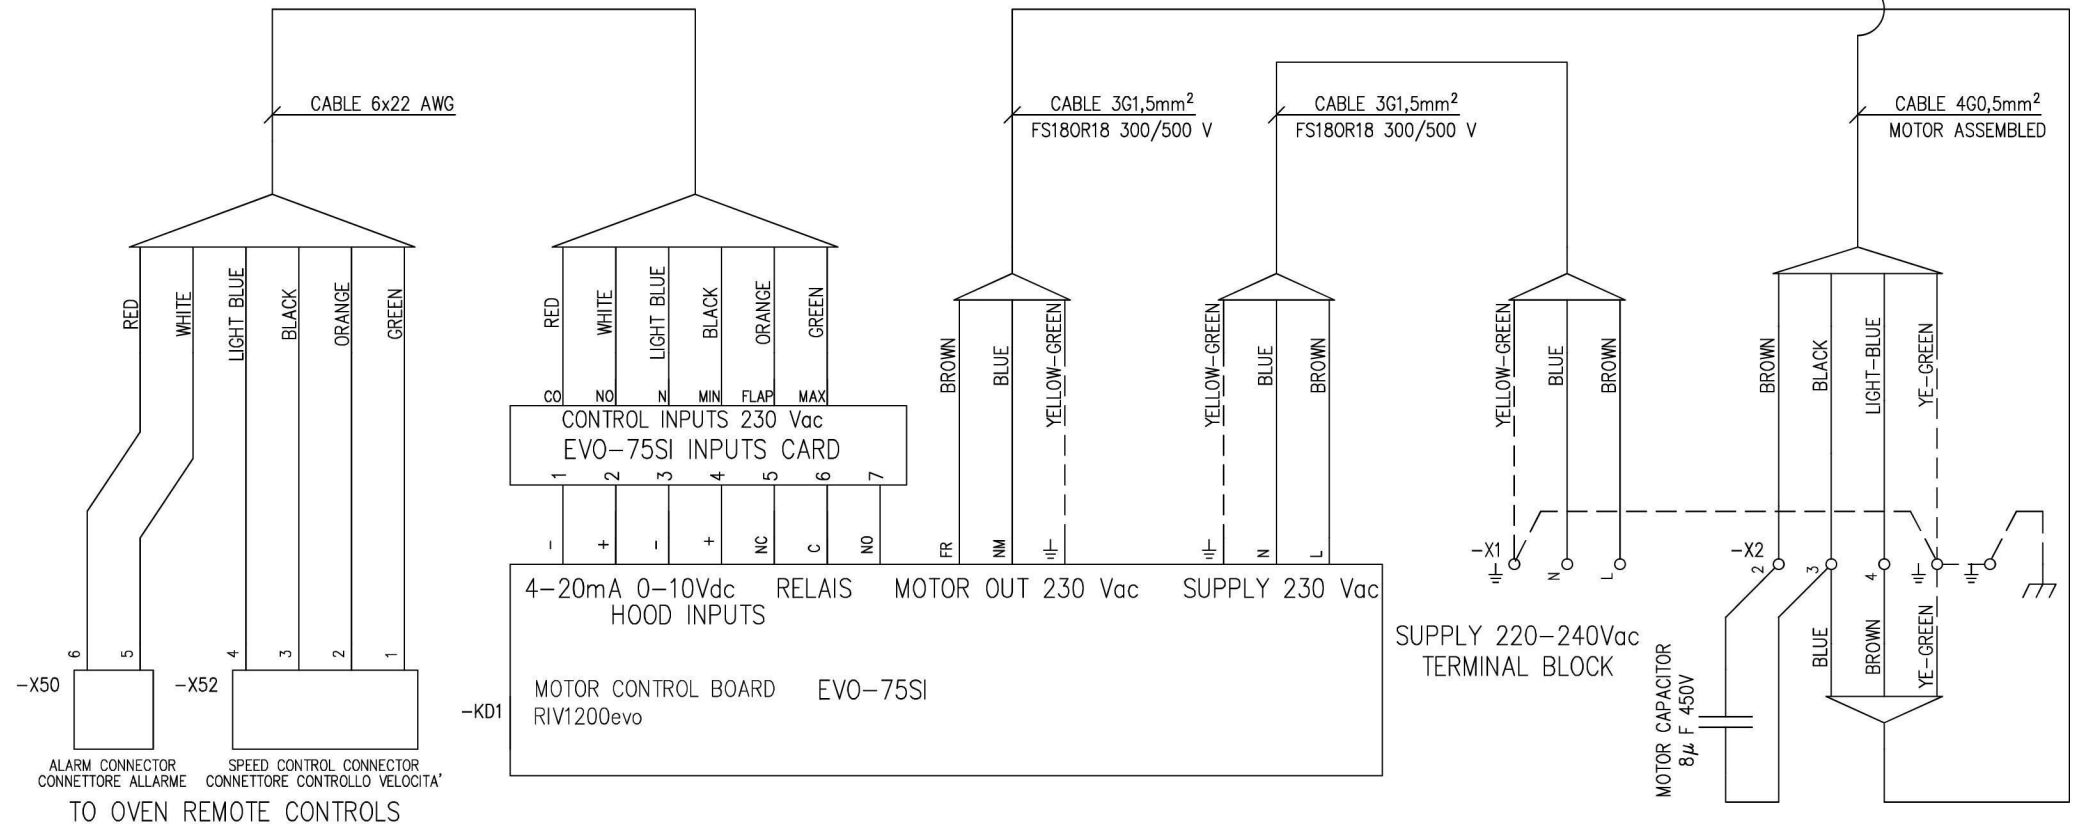 CABLE 6x22 AWG
CABLE 3G1,5mm²
FS18OR18 300/500 V
CABLE 3G1,5mm²
FS18OR18 300/500 V
CABLE 4G0,5mm²
MOTOR ASSEMBLED
RED
WHITE
LIGHT BLUE
BLACK
ORANGE
GREEN
RED
WHITE
LIGHT BLUE
BLACK
ORANGE
GREEN
BROWN
BLUE
YELLOW-GREEN
YELLOW-GREEN
BLUE
BROWN
YELLOW-GREEN
BLUE
BROWN
BROWN
BLACK
LIGHT-BLUE
YE-GREEN
CO NO N MIN FLAP MAX
CONTROL INPUTS 230 Vac
EVO-75SI INPUTS CARD
1 2 3 4 5 6 7
- + - + NC C NO
FR NM
N L
4-20mA 0-10Vdc RELAIS MOTOR OUT 230 Vac SUPPLY 230 Vac
HOOD INPUTS
MOTOR CONTROL BOARD EVO-75SI
RIV1200evo
-KD1
-X1
N L
SUPPLY 220-240Vac
TERMINAL BLOCK
-X2
2 3 4
BLUE
BROWN
YE-GREEN
MOTOR CAPACITOR
8µF 450V
6 5
-X50
4 3 2 1
-X52
ALARM CONNECTOR
CONNETTORE ALLARME
SPEED CONTROL CONNECTOR
CONNETTORE CONTROLLO VELOCITA'
TO OVEN REMOTE CONTROLS